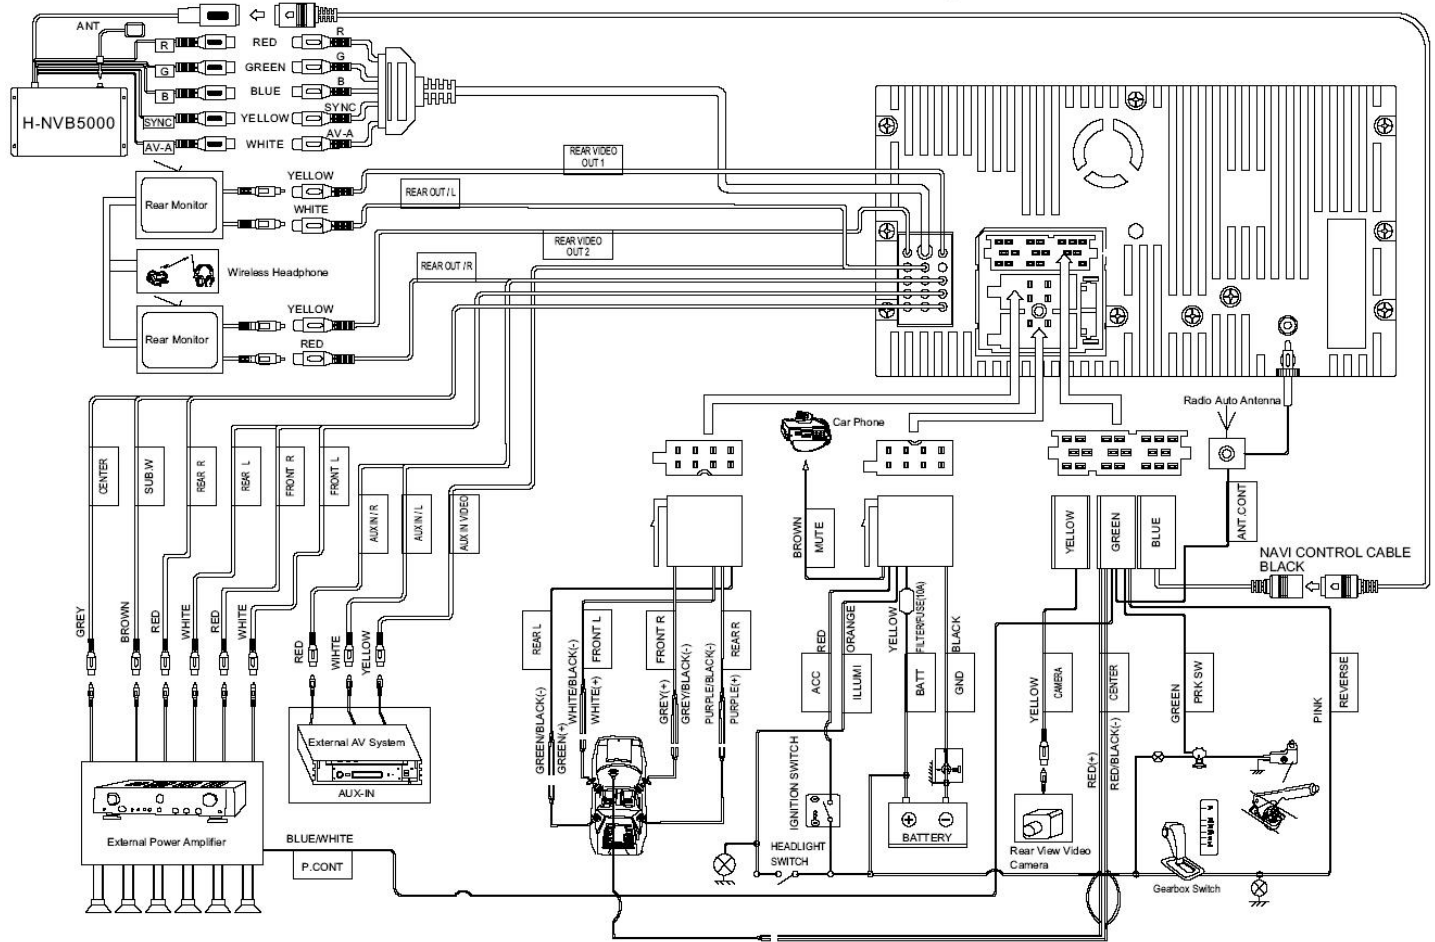 ANT
R
RED
R
G
GREEN
G
B
BLUE
B
H-NVB5000
SYNC
YELLOW
SYNC
AV-A
WHITE
AV-A
REAR VIDEO
OUT 1
YELLOW
REAR OUT / L
Rear Monitor
WHITE
REAR VIDEO
OUT 2
REAR OUT / R
Wireless Headphone
YELLOW
Rear Monitor
RED
Radio Auto Antenna
Car Phone
CENTER
SUB.W
REAR R
REAR L
FRONT R
FRONT L
AUX IN / R
AUX IN / L
AUX IN VIDEO
BROWN
MUTE
YELLOW
GREEN
BLUE
ANT.CONT
NAVI CONTROL CABLE
BLACK
GREY
BROWN
RED
WHITE
RED
WHITE
RED
WHITE
YELLOW
REAR L
GREEN/BLACK(-)
GREEN(+)
WHITE/BLACK(-)
WHITE(+)
FRONT L
FRONT R
GREY(+)
GREY/BLACK(-)
PURPLE/BLACK(-)
PURPLE(+)
REAR R
RED
ACC
ORANGE
ILLUMI
YELLOW
FILTER/FUSE(10A)
BATT
BLACK
GND
YELLOW
CAMERA
CENTER
RED(+)
RED/BLACK(-)
GREEN
PRK SW
PINK
REVERSE
External AV System
AUX-IN
IGNITION SWITCH
BATTERY
External Power Amplifier
BLUE/WHITE
P.CONT
HEADLIGHT
SWITCH
Rear View Video
Camera
Gearbox Switch